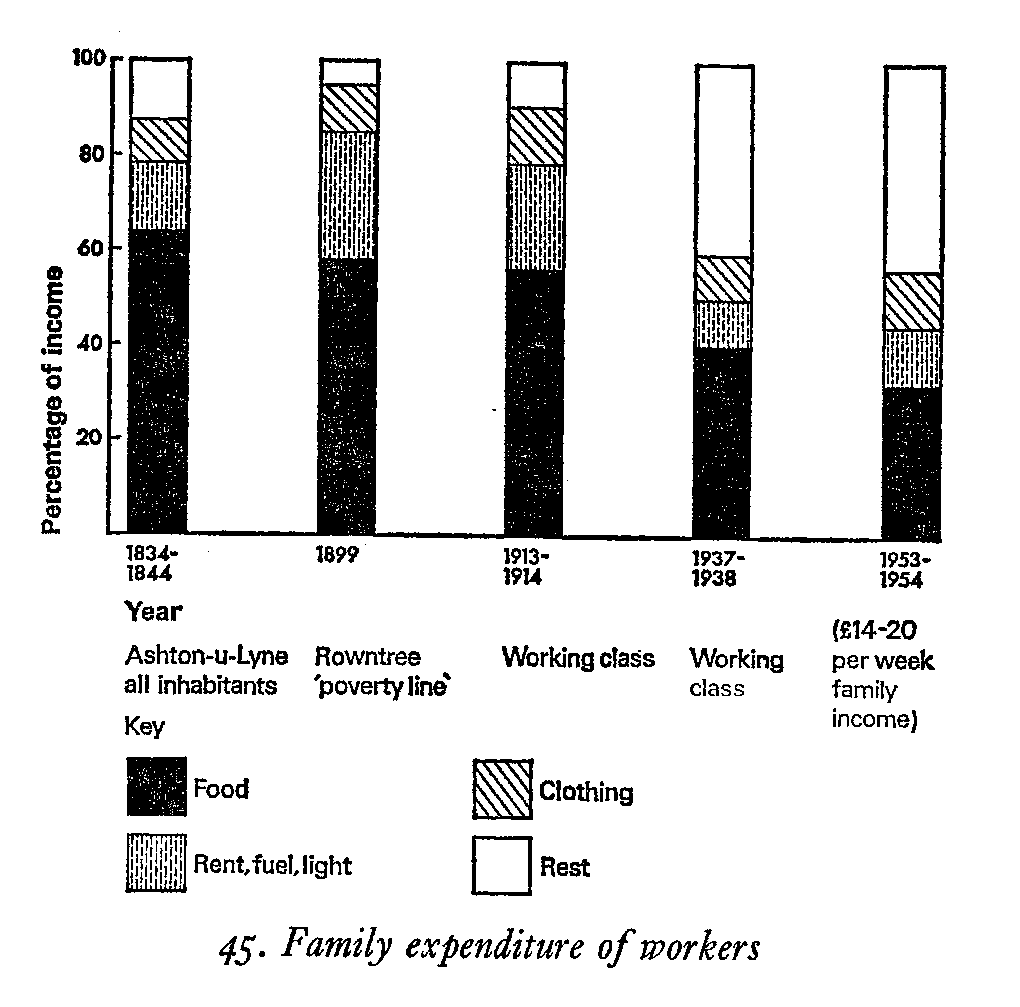 100
80
60
40
20
Percentage of income
1834-
1844
1899
1913-
1914
1937-
1938
1953-
1954
Year
Ashton-u-Lyne
all inhabitants
Rowntree
'poverty line'
Working class
Working
class
(£14-20
per week
family
income)
Key
Food
Clothing
Rent, fuel, light
Rest
45. Family expenditure of workers